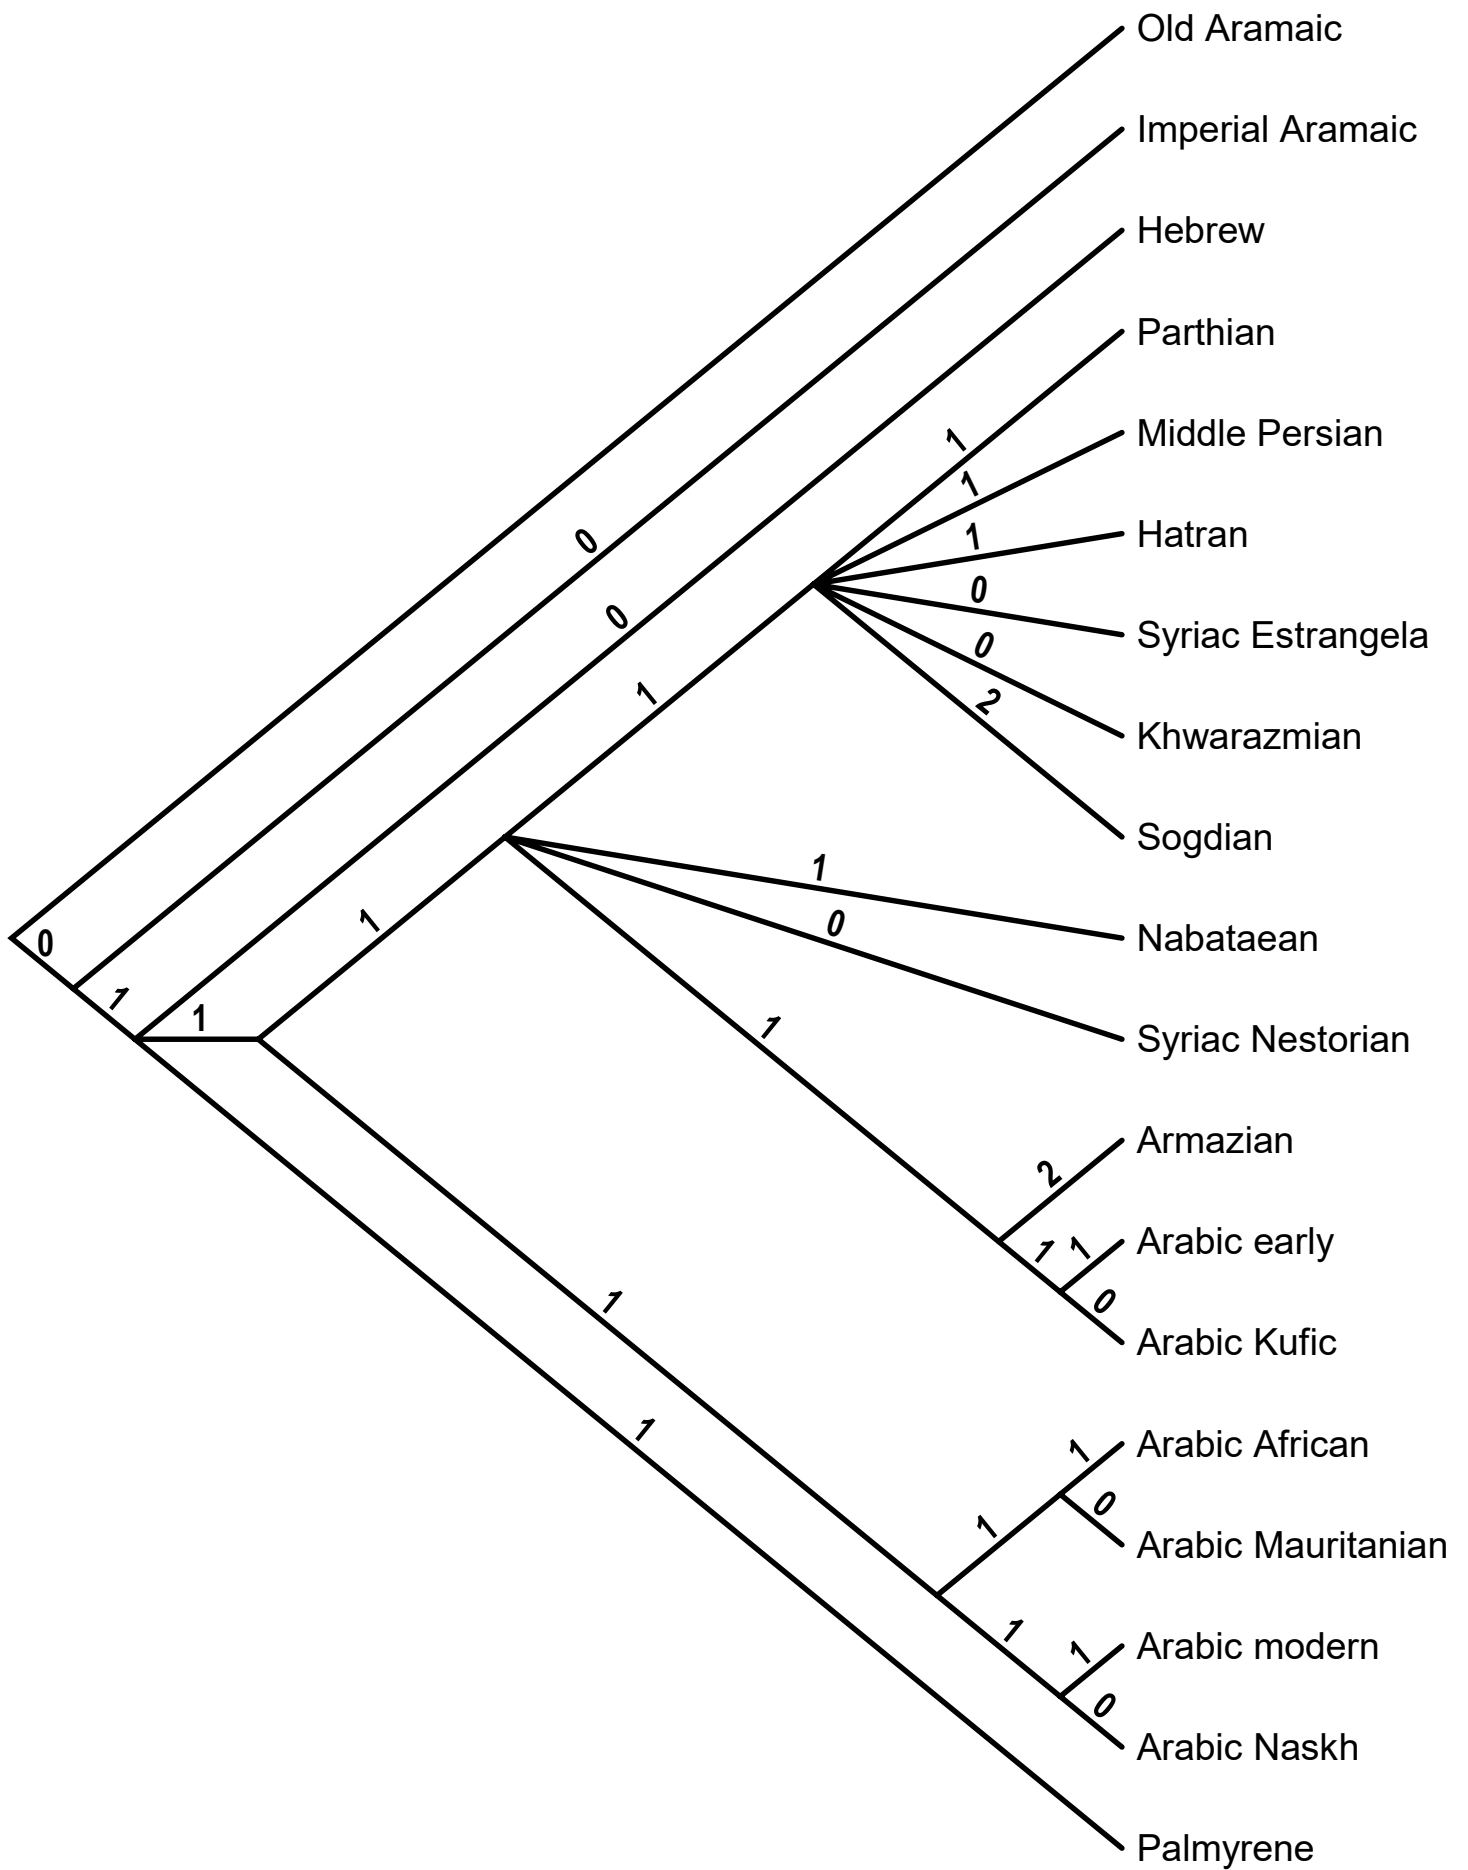 Old Aramaic
Imperial Aramaic
Hebrew
Parthian
1
Middle Persian
1
Hatran
1
0
0
Syriac Estrangela
0
0
1
2
Khwarazmian
Sogdian
1
1
0
Nabataean
0
1
1
1
Syriac Nestorian
Armazian
2
1
1
Arabic early
1
0
Arabic Kufic
1
1
Arabic African
0
1
Arabic Mauritanian
1
1
Arabic modern
0
Arabic Naskh
Palmyrene